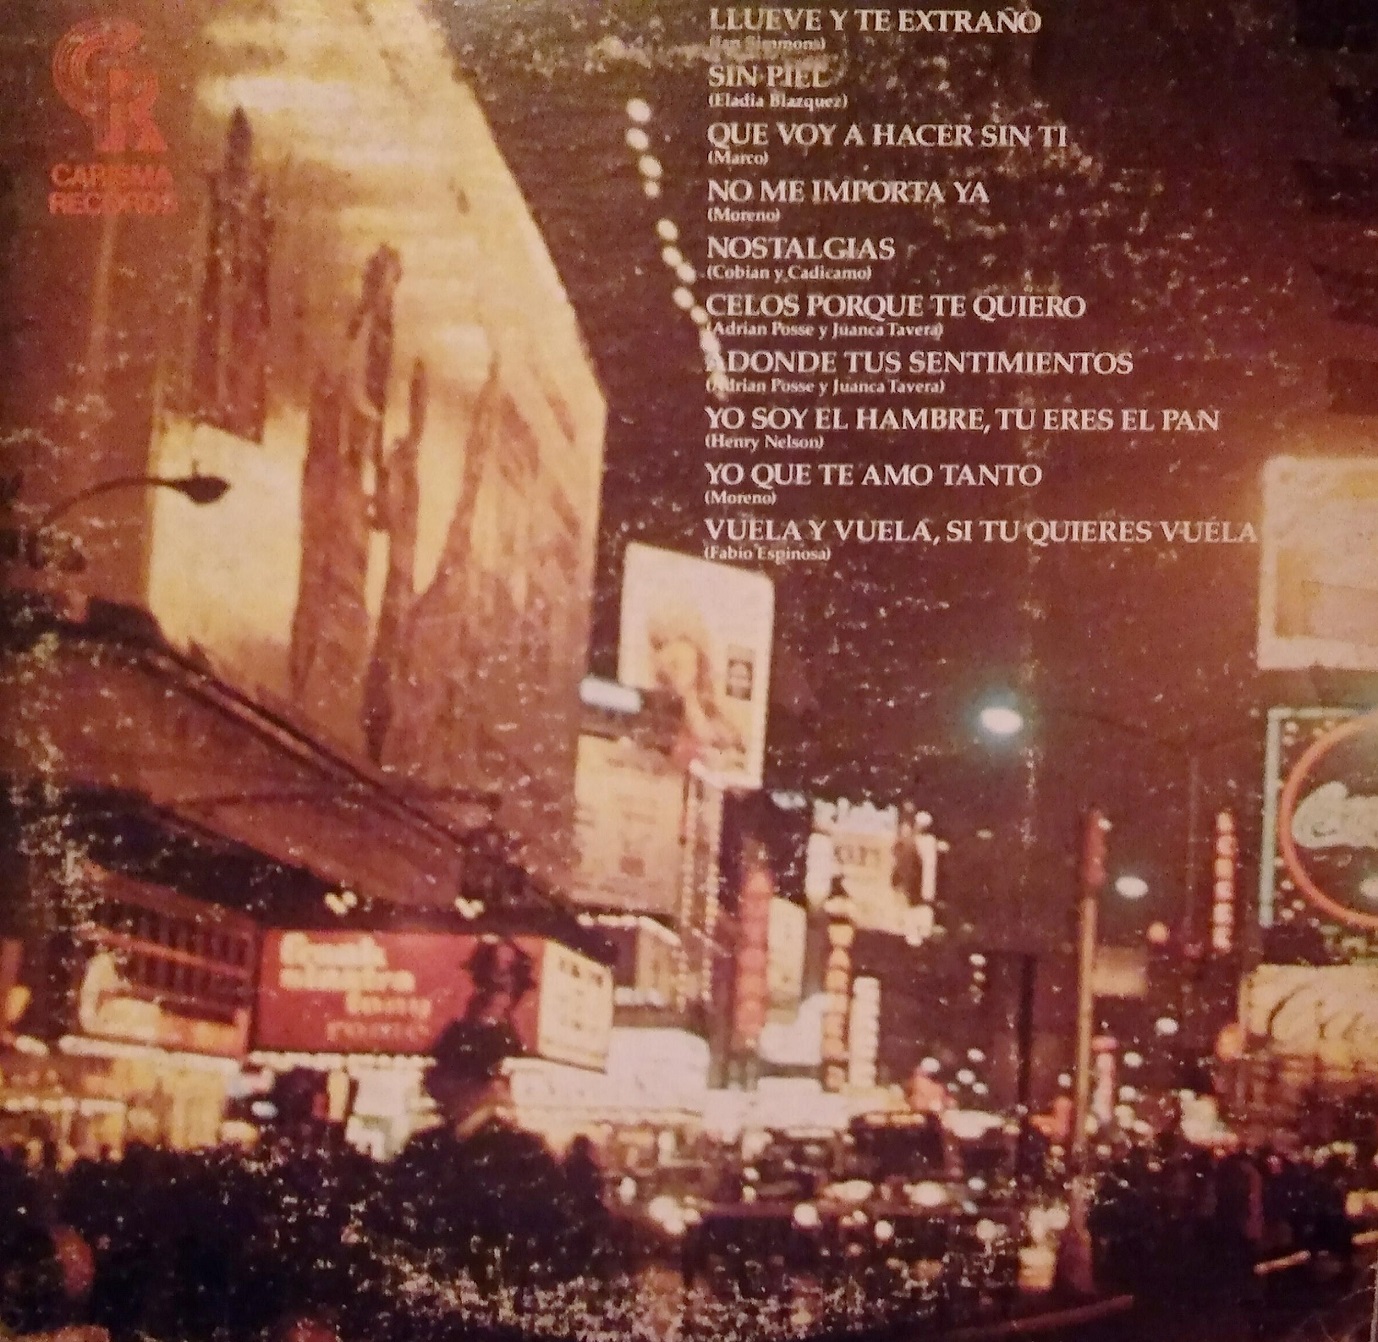 CR
CARISMA
RECORDS
LLUEVE Y TE EXTRAÑO
(Ian Simmons)
SIN PIEL
(Eladia Blazquez)
QUE VOY A HACER SIN TI
(Marco)
NO ME IMPORTA YA
(Moreno)
NOSTALGIAS
(Cobian y Cadicamo)
CELOS PORQUE TE QUIERO
(Adrian Posse y Juanca Tavera)
ADONDE TUS SENTIMIENTOS
(Adrian Posse y Juanca Tavera)
YO SOY EL HAMBRE, TU ERES EL PAN
(Henry Nelson)
YO QUE TE AMO TANTO
(Moreno)
VUELA Y VUELA, SI TU QUIERES VUELA
(Fabio Espinosa)